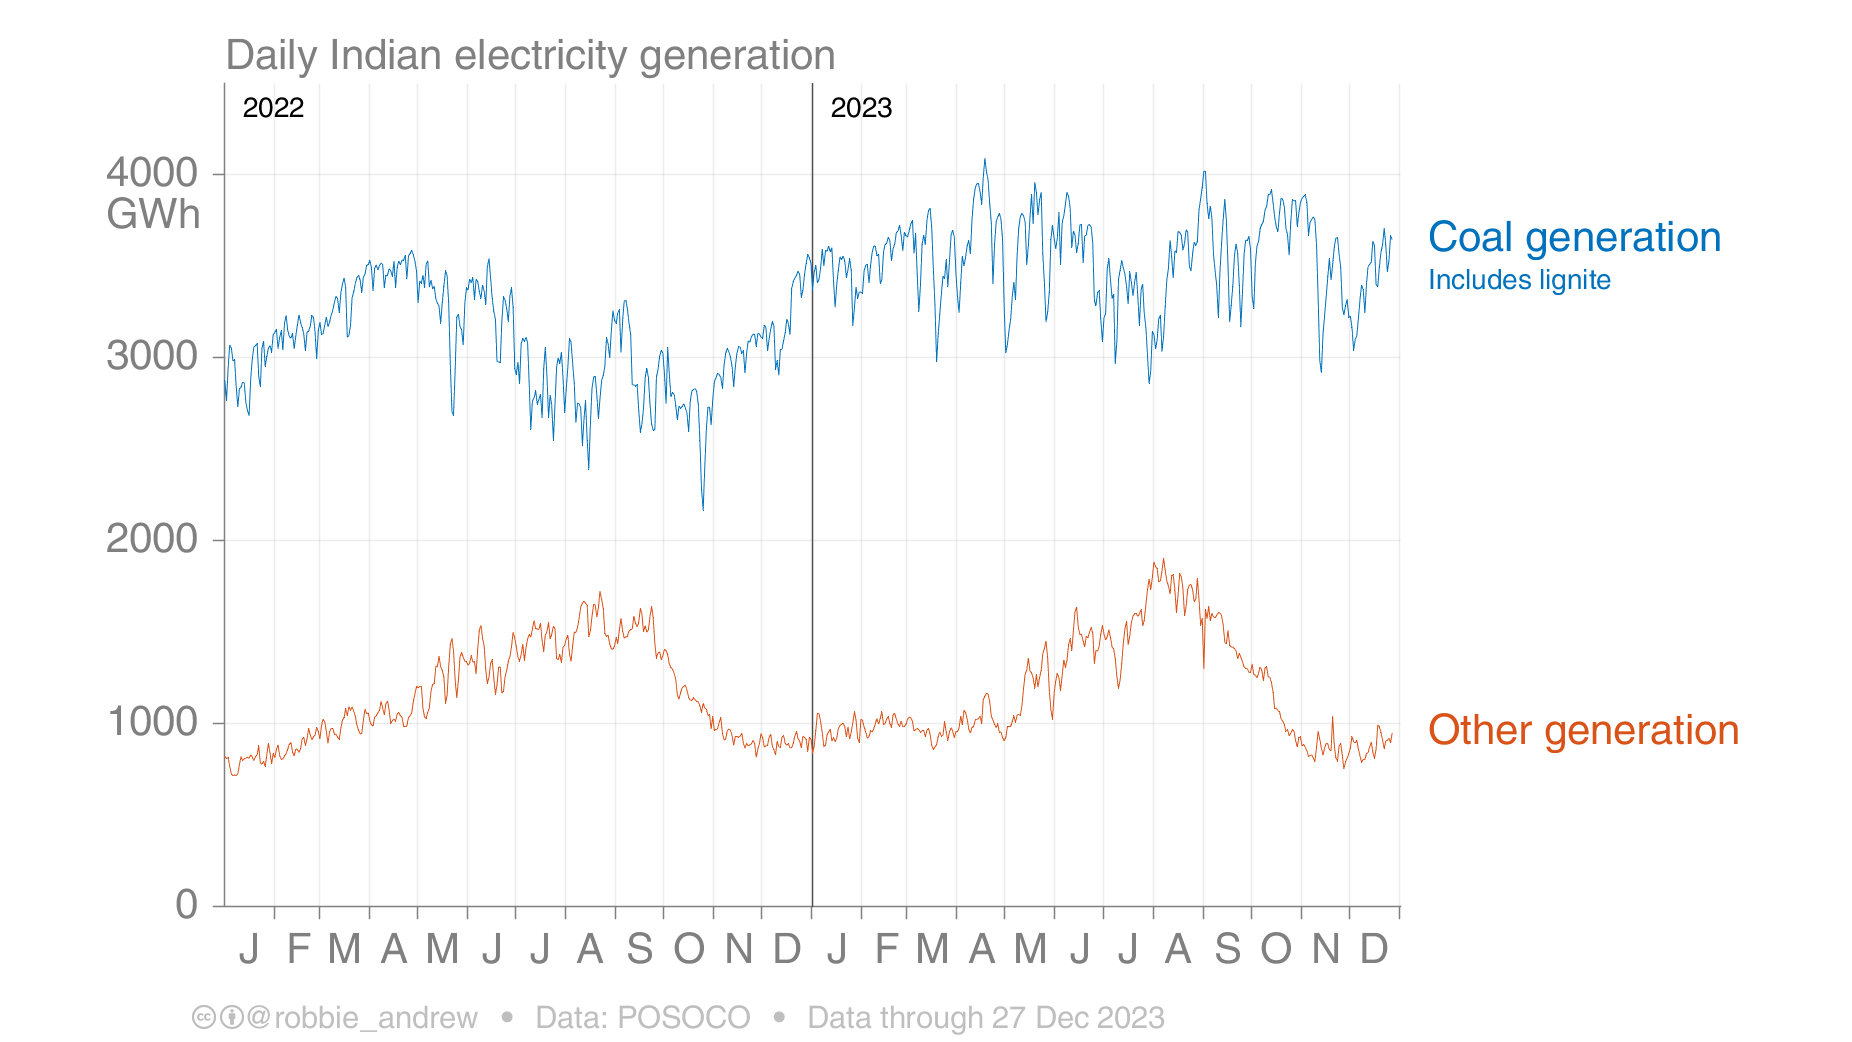 Daily Indian electricity generation
2022
2023
4000
GWh
3000
2000
1000
0
Coal generation
Includes lignite
Other generation
J F M A M J J A S O N D J F M A M J J A S O N D
@robbie_andrew • Data: POSOCO • Data through 27 Dec 2023